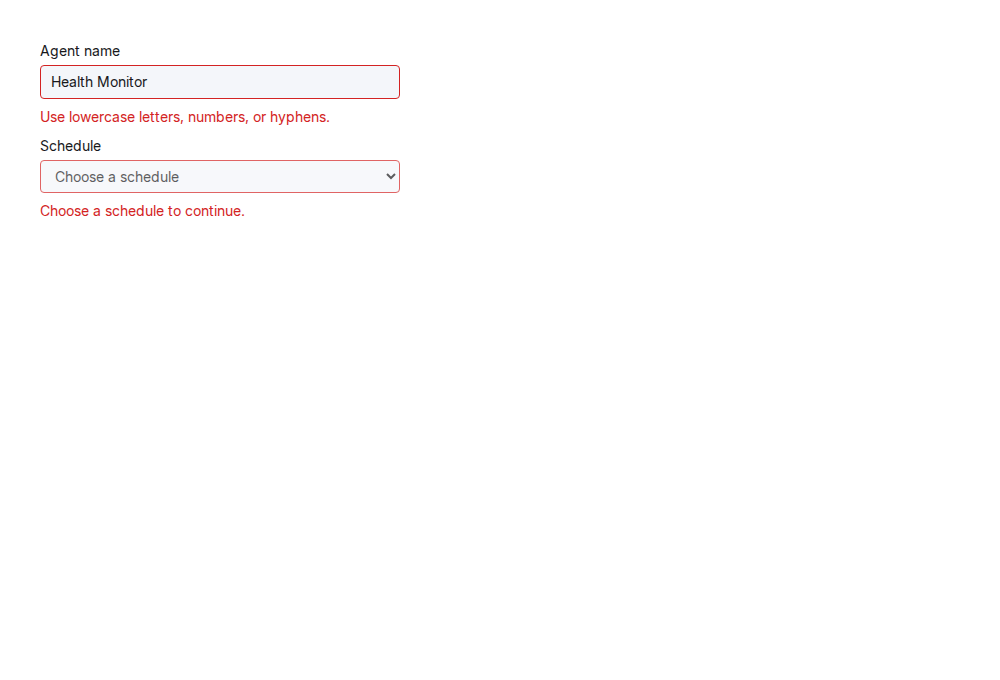 Agent name
Health Monitor
Use lowercase letters, numbers, or hyphens.
Schedule
Choose a schedule
Choose a schedule to continue.